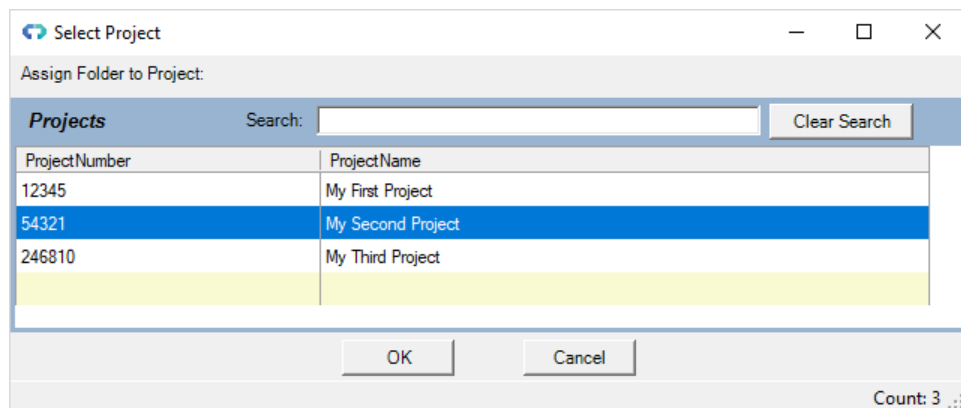 Select Project
Assign Folder to Project:
Projects Search: Clear Search
ProjectNumber ProjectName
12345 My First Project
54321 My Second Project
246810 My Third Project
OK Cancel
Count: 3